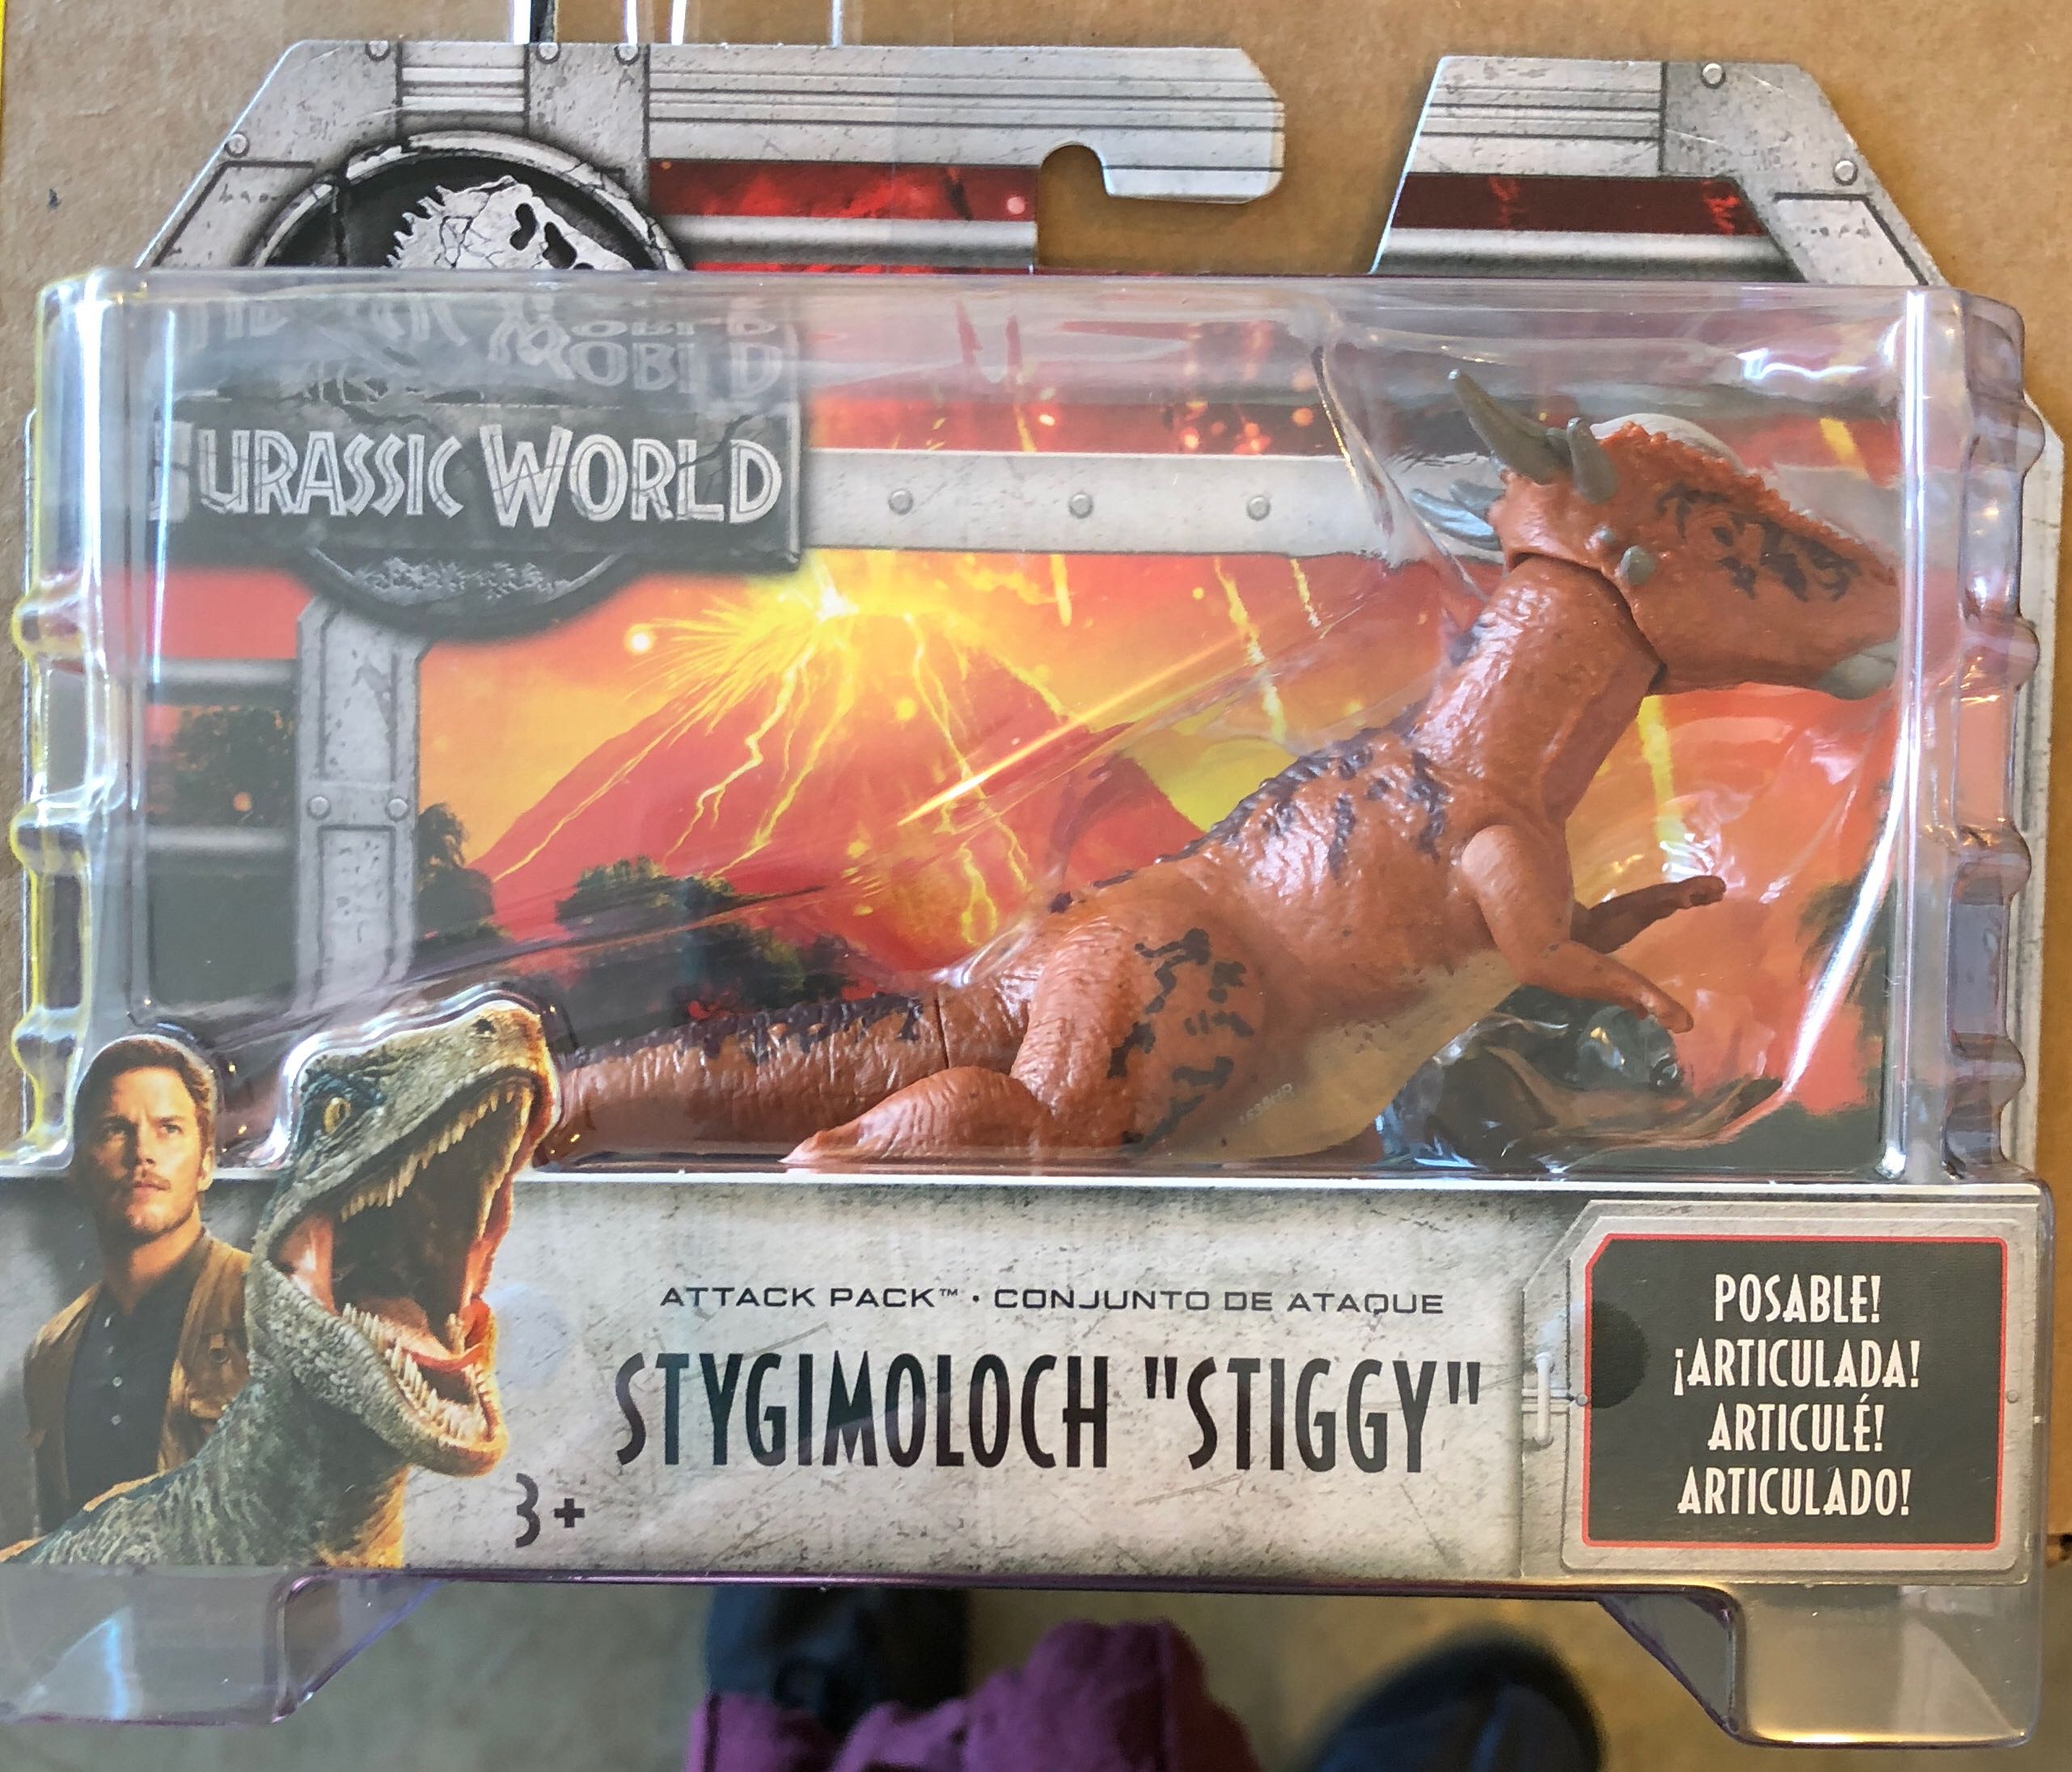 JURASSIC WORLD
ATTACK PACK™ • CONJUNTO DE ATAQUE
STYGIMOLOCH "STIGGY"
3+
POSABLE!
¡ARTICULADA!
ARTICULÉ!
ARTICULADO!